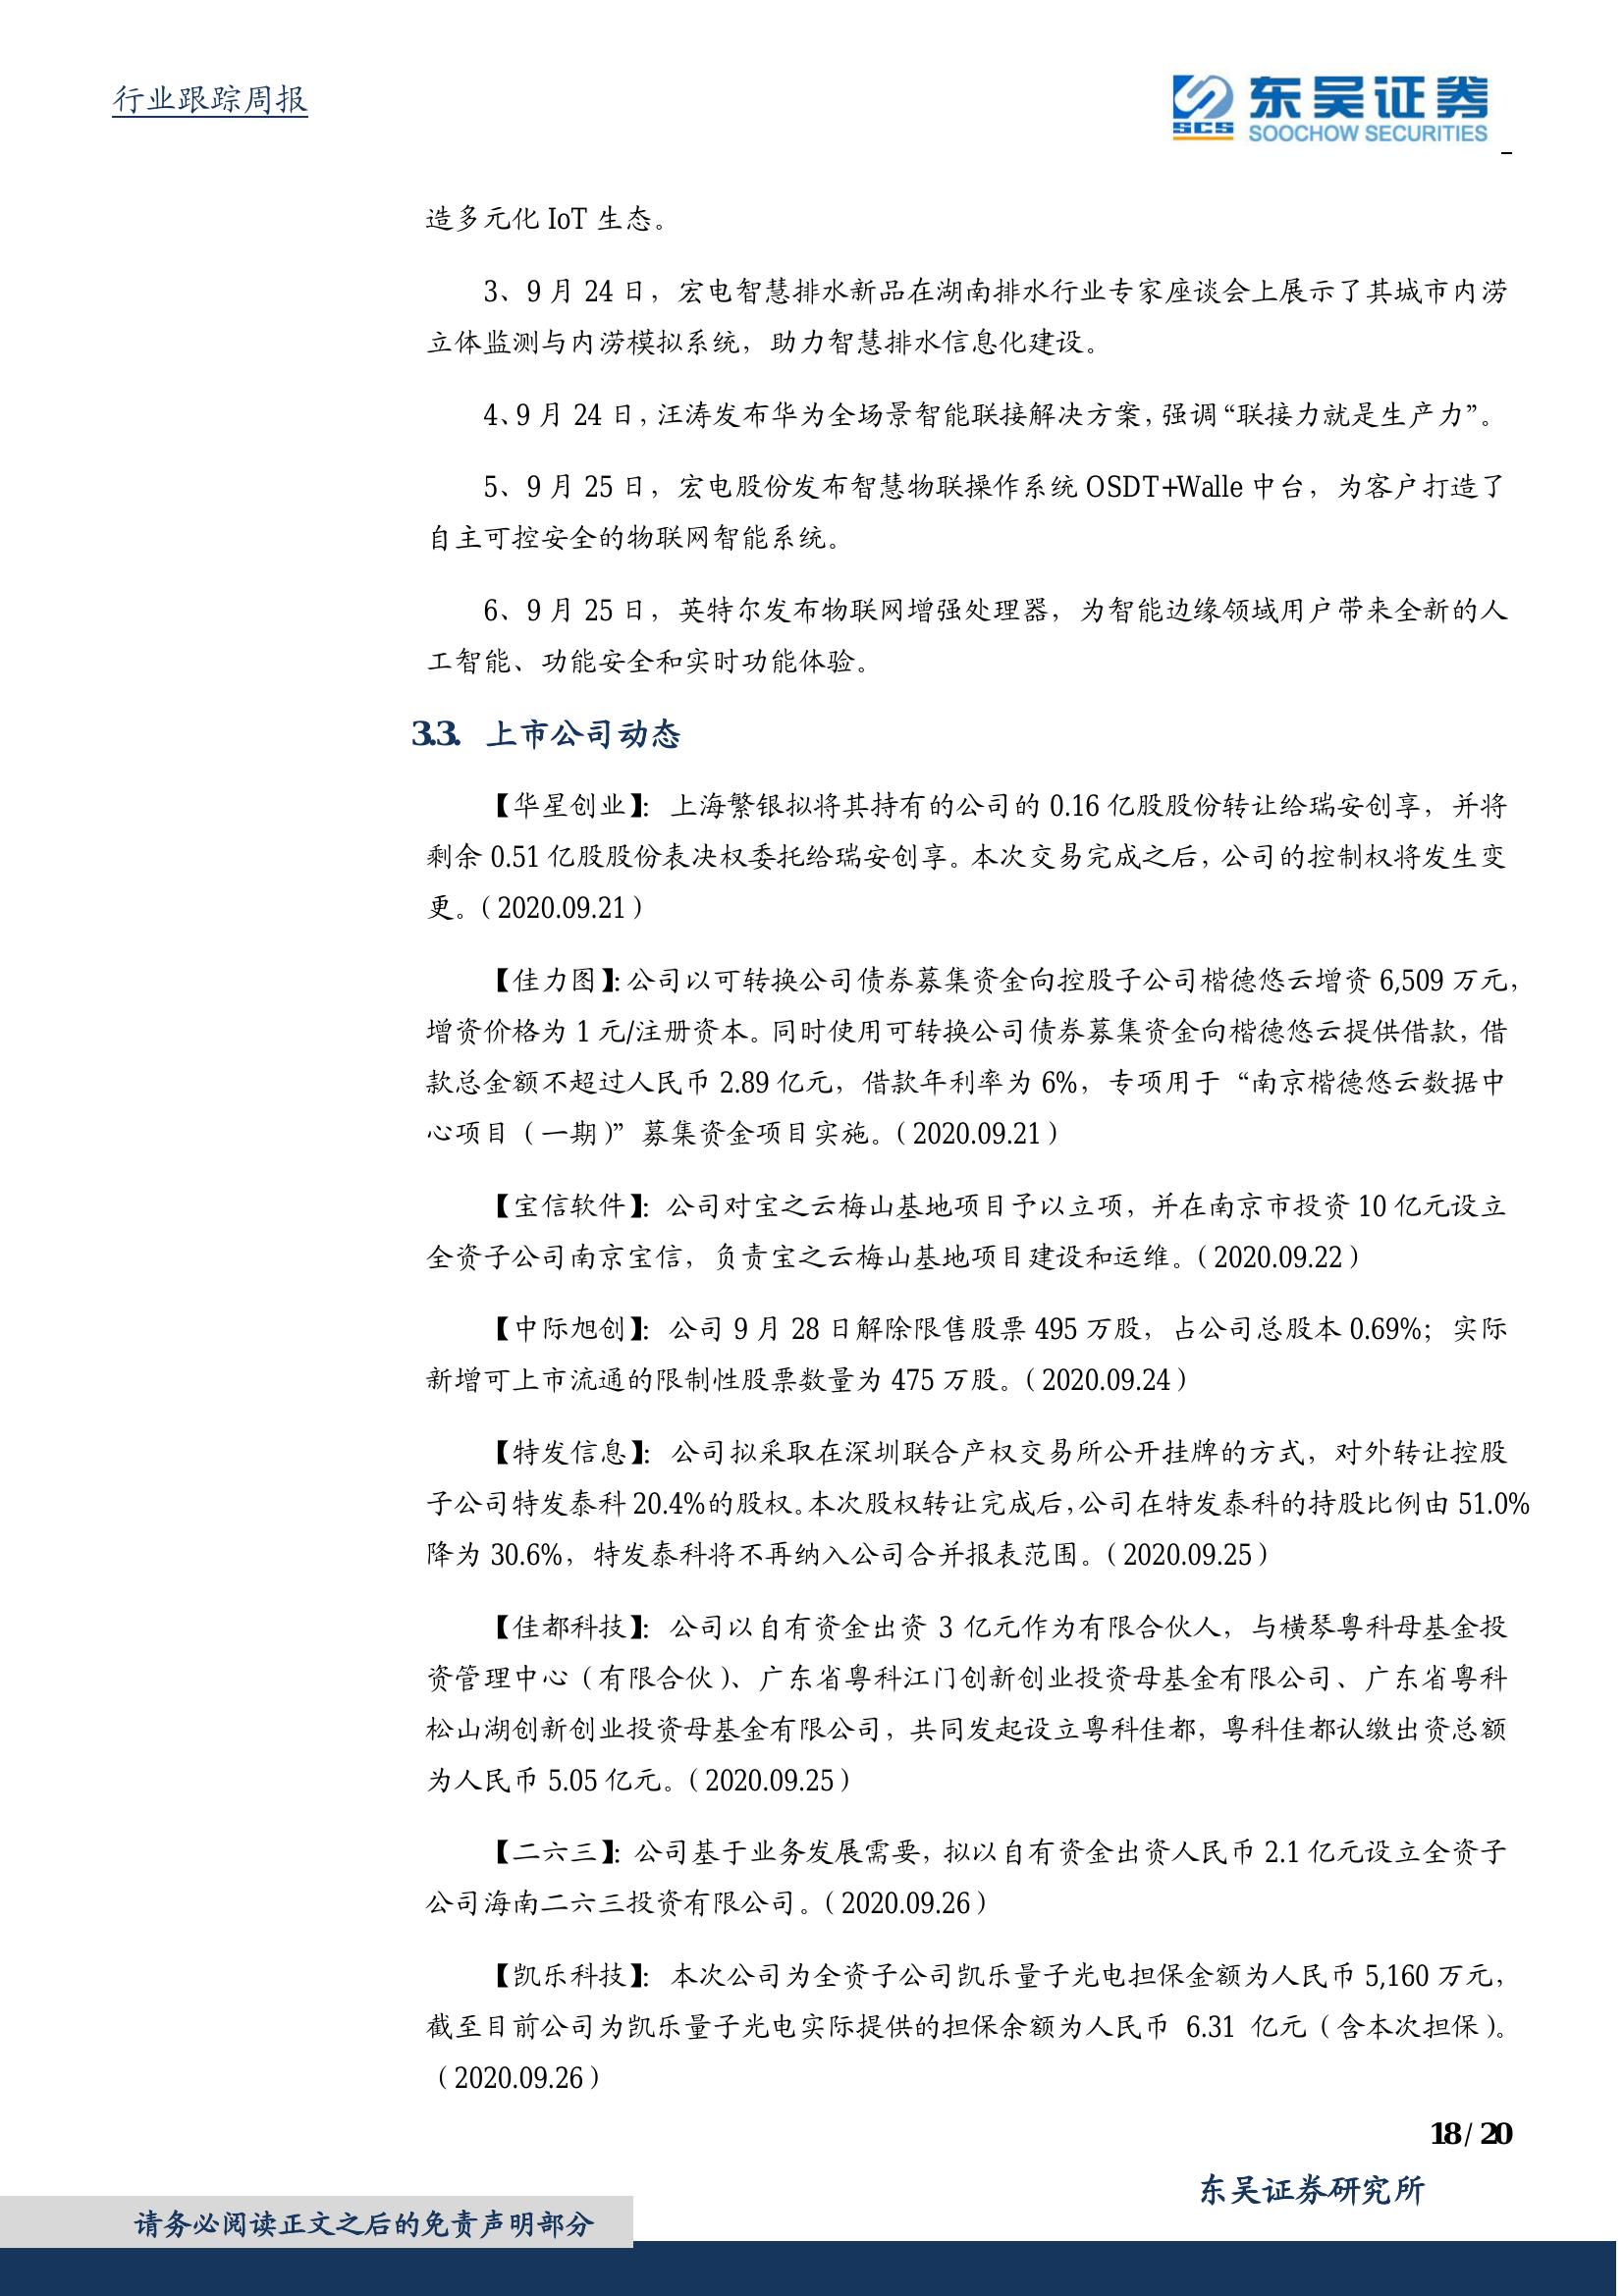 行业跟踪周报
东吴证券
SCS
SOOCHOW SECURITIES
造多元化 IoT 生态。
3、9 月 24 日，宏电智慧排水新品在湖南排水行业专家座谈会上展示了其城市内涝
立体监测与内涝模拟系统，助力智慧排水信息化建设。
4、9 月 24 日，汪涛发布华为全场景智能联接解决方案，强调“联接力就是生产力”。
5、9 月 25 日，宏电股份发布智慧物联操作系统 OSDT+Walle 中台，为客户打造了
自主可控安全的物联网智能系统。
6、9 月 25 日，英特尔发布物联网增强处理器，为智能边缘领域用户带来全新的人
工智能、功能安全和实时功能体验。
3.3. 上市公司动态
【华星创业】：上海繁银拟将其持有的公司的 0.16 亿股股份转让给瑞安创享，并将
剩余 0.51 亿股股份表决权委托给瑞安创享。本次交易完成之后，公司的控制权将发生变
更。（2020.09.21）
【佳力图】：公司以可转换公司债券募集资金向控股子公司楷德悠云增资 6,509 万元，
增资价格为 1 元/注册资本。同时使用可转换公司债券募集资金向楷德悠云提供借款，借
款总金额不超过人民币 2.89 亿元，借款年利率为 6%，专项用于“南京楷德悠云数据中
心项目（一期）”募集资金项目实施。（2020.09.21）
【宝信软件】：公司对宝之云梅山基地项目予以立项，并在南京市投资 10 亿元设立
全资子公司南京宝信，负责宝之云梅山基地项目建设和运维。（2020.09.22）
【中际旭创】：公司 9 月 28 日解除限售股票 495 万股，占公司总股本 0.69%；实际
新增可上市流通的限制性股票数量为 475 万股。（2020.09.24）
【特发信息】：公司拟采取在深圳联合产权交易所公开挂牌的方式，对外转让控股
子公司特发泰科 20.4%的股权。本次股权转让完成后，公司在特发泰科的持股比例由 51.0%
降为 30.6%，特发泰科将不再纳入公司合并报表范围。（2020.09.25）
【佳都科技】：公司以自有资金出资 3 亿元作为有限合伙人，与横琴粤科母基金投
资管理中心（有限合伙）、广东省粤科江门创新创业投资母基金有限公司、广东省粤科
松山湖创新创业投资母基金有限公司，共同发起设立粤科佳都，粤科佳都认缴出资总额
为人民币 5.05 亿元。（2020.09.25）
【二六三】：公司基于业务发展需要，拟以自有资金出资人民币 2.1 亿元设立全资子
公司海南二六三投资有限公司。（2020.09.26）
【凯乐科技】：本次公司为全资子公司凯乐量子光电担保金额为人民币 5,160 万元，
截至目前公司为凯乐量子光电实际提供的担保余额为人民币 6.31 亿元（含本次担保）。
（2020.09.26）
18 / 20
东吴证券研究所
请务必阅读正文之后的免责声明部分